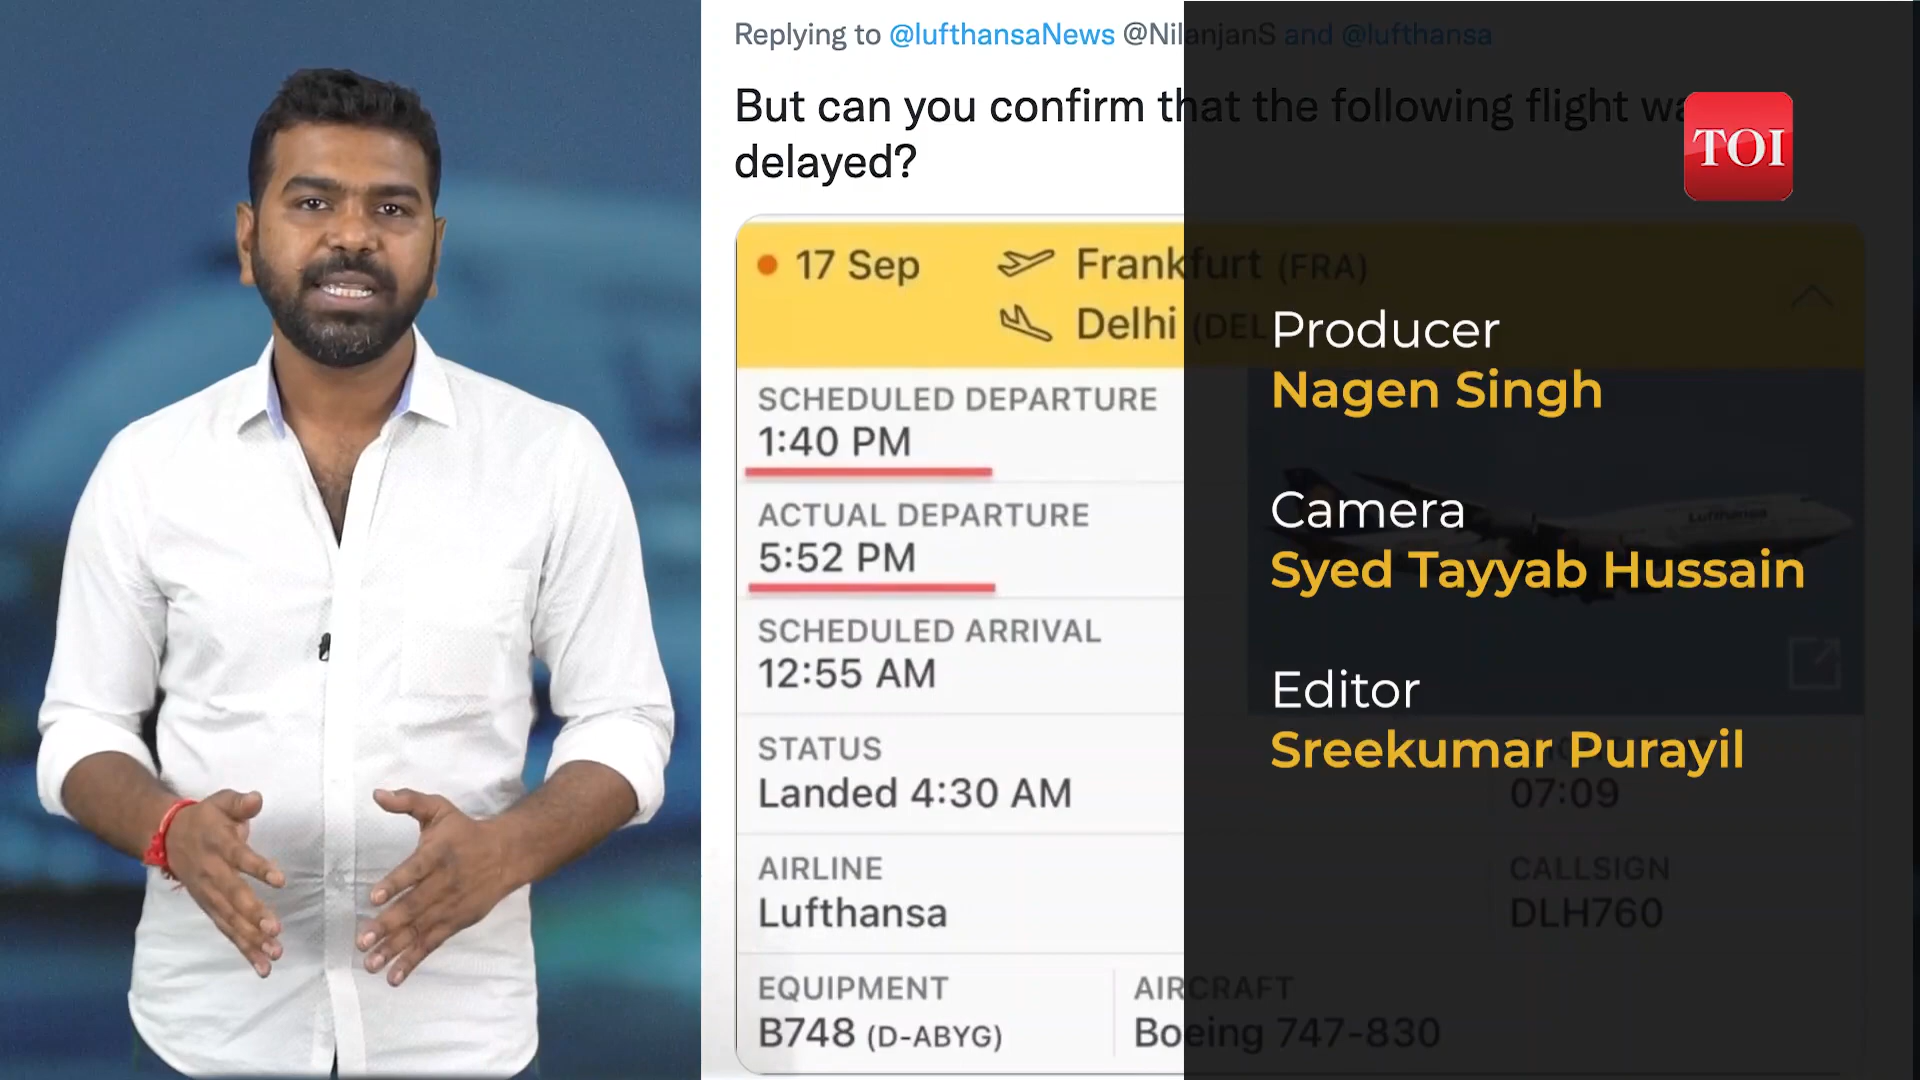 Replying to @lufthansaNews @NilanjanS and @lufthansa
But can you confirm that the following flight wa
delayed?
TOI
17 Sep
Frankfurt (FRA)
Delhi (DEL
SCHEDULED DEPARTURE
1:40 PM
ACTUAL DEPARTURE
5:52 PM
SCHEDULED ARRIVAL
12:55 AM
STATUS
Landed 4:30 AM
07:09
AIRLINE
Lufthansa
CALLSIGN
DLH760
EQUIPMENT
B748 (D-ABYG)
AIRCRAFT
Boeing 747-830
Lufthansa
Producer
Nagen Singh
Camera
Syed Tayyab Hussain
Editor
Sreekumar Purayil